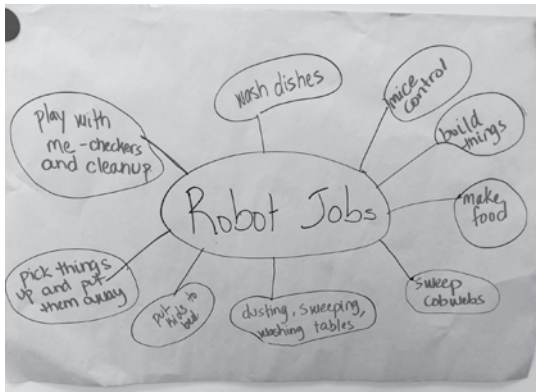 wash dishes
mice
control
play with
me-checkers
and cleanup
build
things
Robot Jobs
make
food
pick things
up and put
them away
put
kids to
bed
dusting, sweeping,
washing tables
sweep
cobwebs